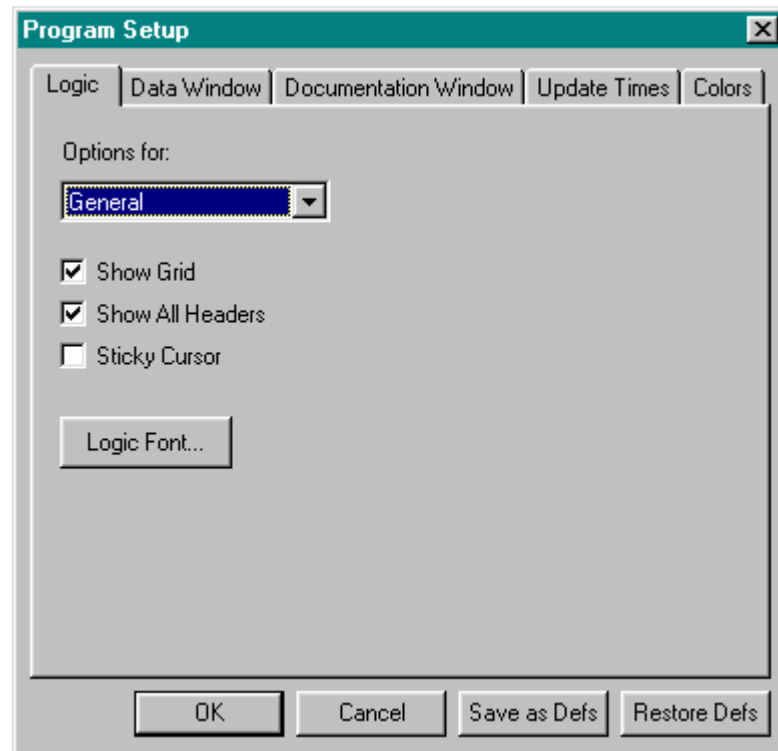 Program Setup
Logic Data Window Documentation Window Update Times Colors
Options for:
General
Show Grid
Show All Headers
Sticky Cursor
Logic Font...
OK Cancel Save as Defs Restore Defs